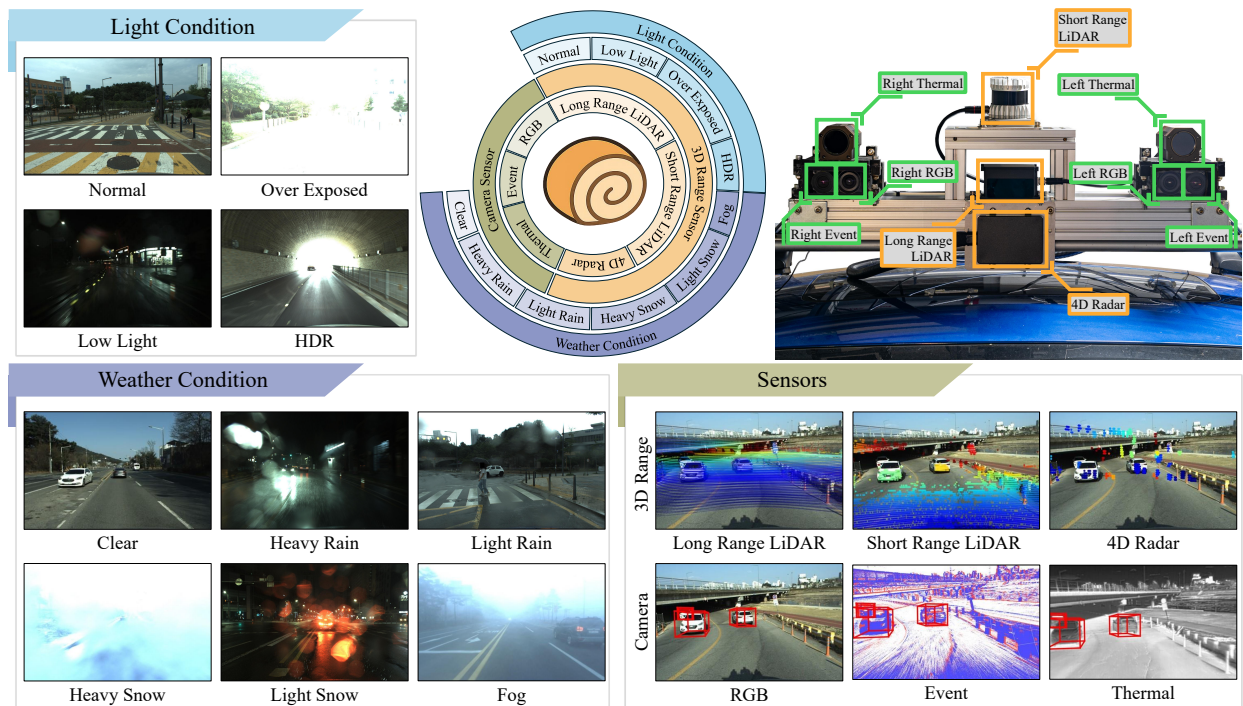 Light Condition
Normal
Over Exposed
Low Light
HDR
Light Condition
Normal
Low Light
Over Exposed
HDR
3D Range Sensor
Long Range LiDAR
Short Range LiDAR
4D Radar
Camera Sensor
RGB
Event
Thermal
Weather Condition
Clear
Heavy Rain
Light Rain
Heavy Snow
Light Snow
Fog
Short Range
LiDAR
Right Thermal
Left Thermal
Right RGB
Left RGB
Right Event
Left Event
Long Range
LiDAR
4D Radar
Weather Condition
Clear
Heavy Rain
Light Rain
Heavy Snow
Light Snow
Fog
Sensors
3D Range
Long Range LiDAR
Short Range LiDAR
4D Radar
Camera
RGB
Event
Thermal